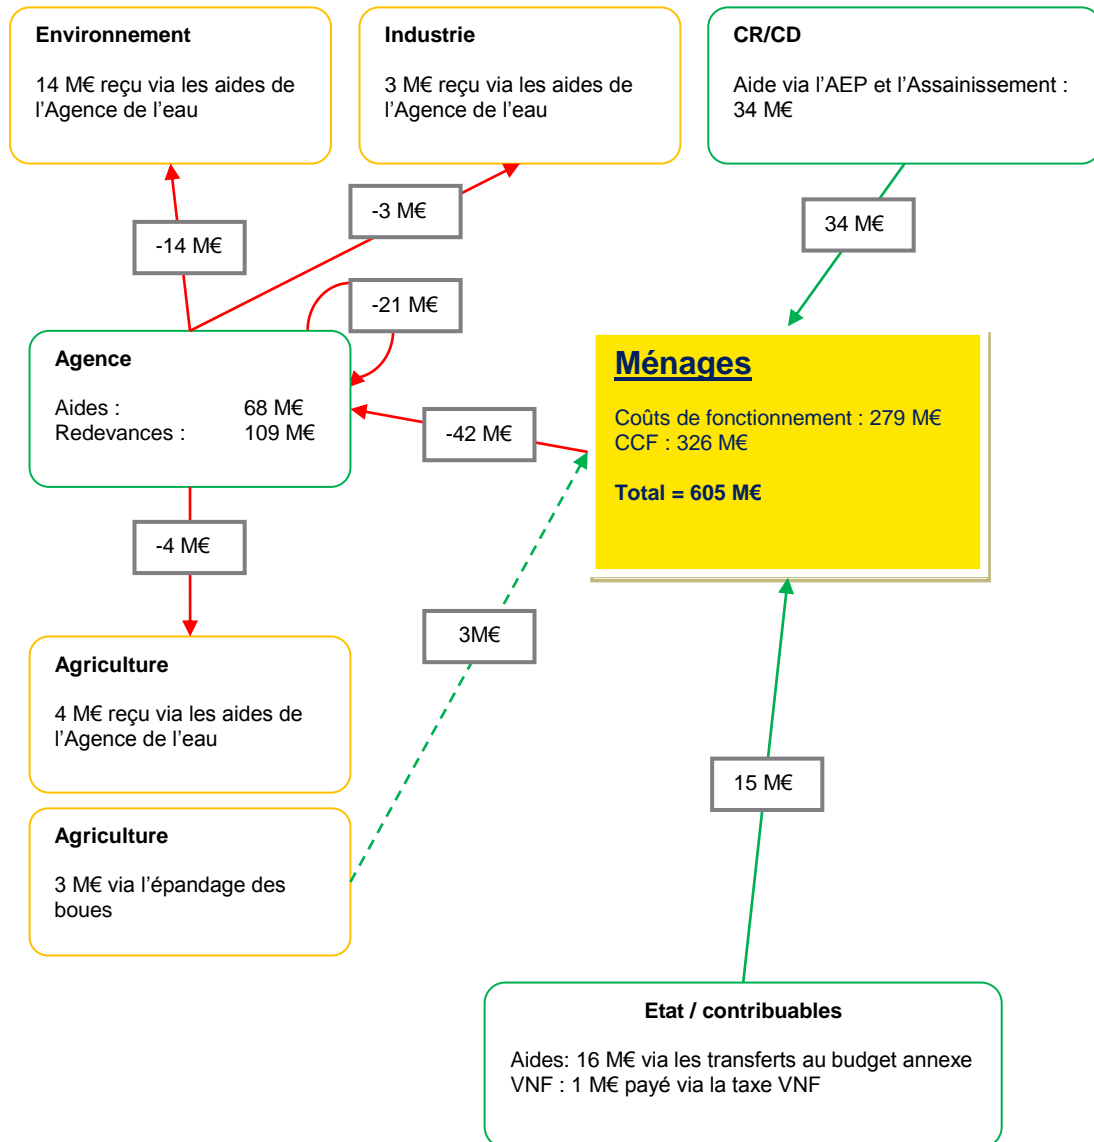 Environnement
14 M€ reçu via les aides de
l’Agence de l’eau
Industrie
3 M€ reçu via les aides de
l’Agence de l’eau
CR/CD
Aide via l’AEP et l’Assainissement :
34 M€
-14 M€
-3 M€
34 M€
-21 M€
Agence
Aides : 68 M€
Redevances : 109 M€
-42 M€
Ménages
Coûts de fonctionnement : 279 M€
CCF : 326 M€
Total = 605 M€
-4 M€
3M€
Agriculture
4 M€ reçu via les aides de
l’Agence de l’eau
15 M€
Agriculture
3 M€ via l’épandage des
boues
Etat / contribuables
Aides: 16 M€ via les transferts au budget annexe
VNF : 1 M€ payé via la taxe VNF